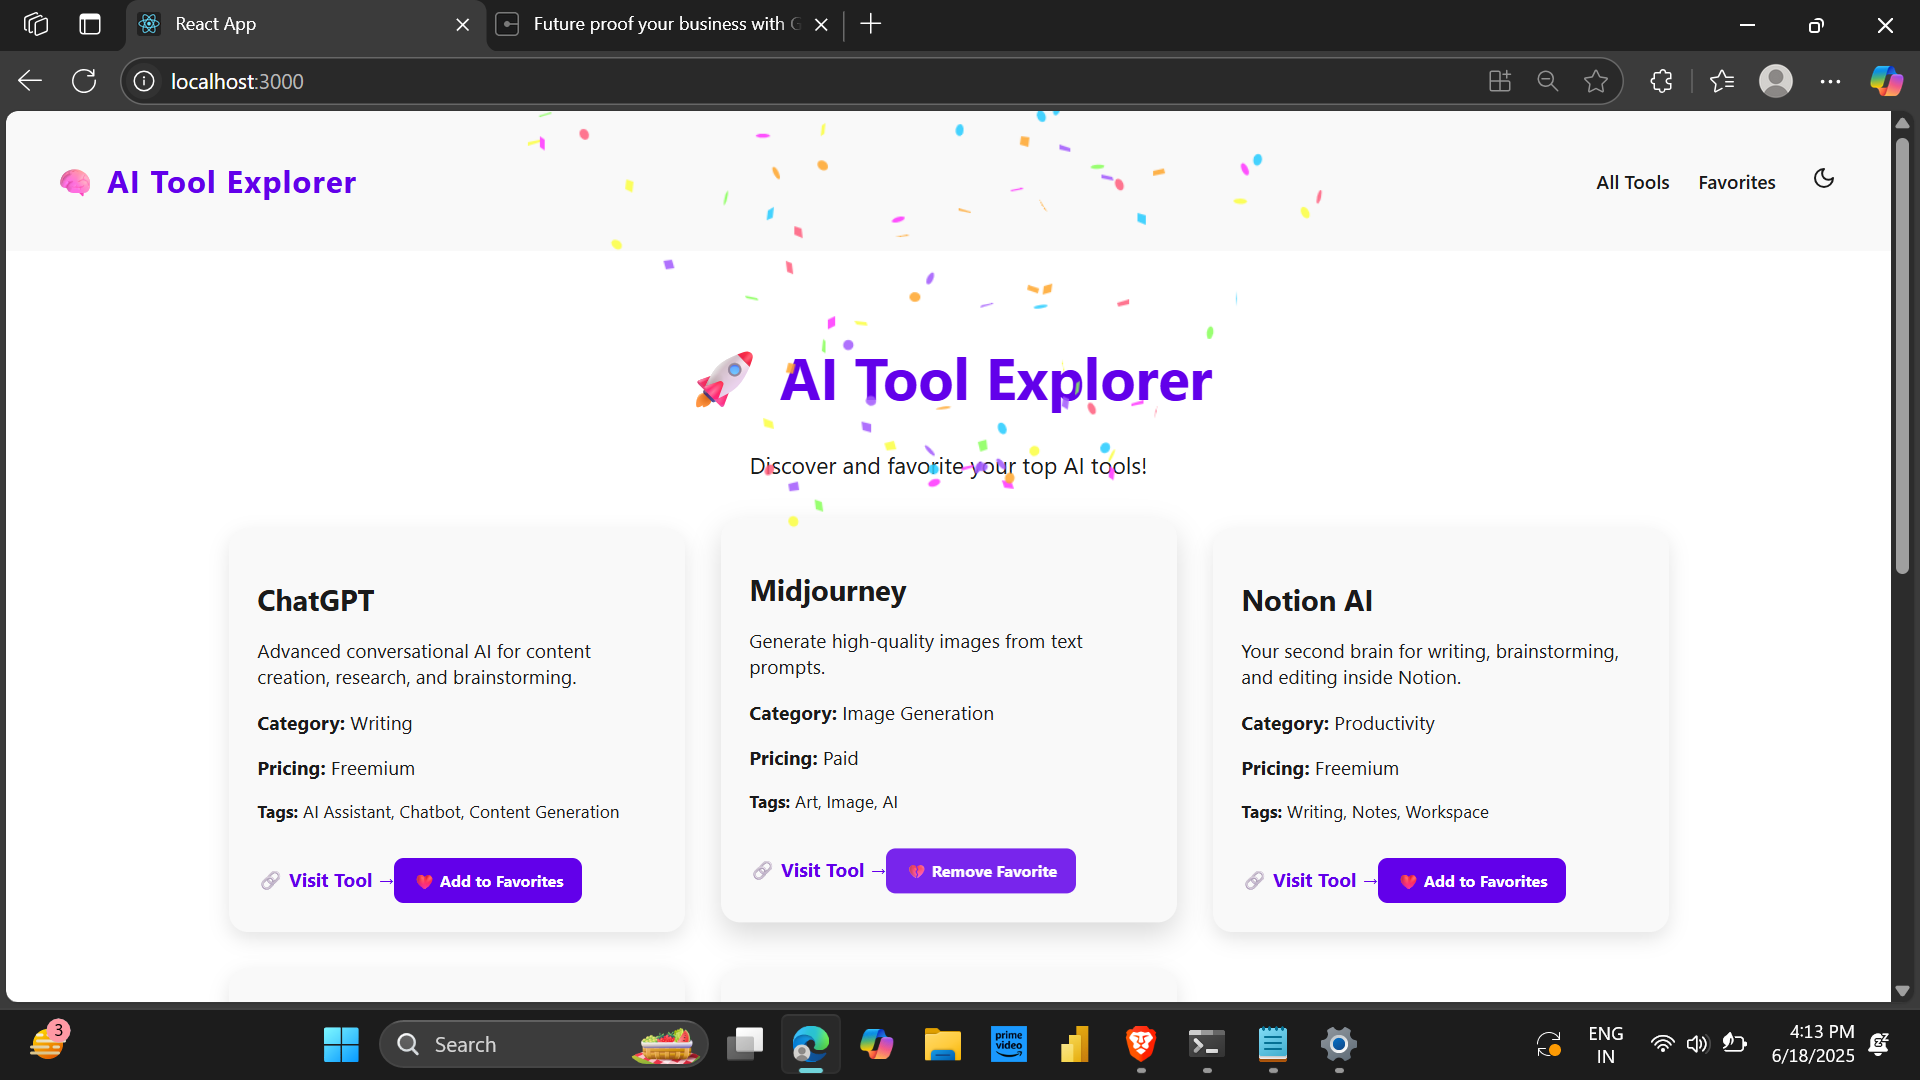 React App
Future proof your business with G
localhost:3000
AI Tool Explorer
All Tools
Favorites
AI Tool Explorer
Discover and favorite your top AI tools!
ChatGPT
Advanced conversational AI for content
creation, research, and brainstorming.
Category: Writing
Pricing: Freemium
Tags: AI Assistant, Chatbot, Content Generation
Visit Tool →
Add to Favorites
Midjourney
Generate high-quality images from text
prompts.
Category: Image Generation
Pricing: Paid
Tags: Art, Image, AI
Visit Tool →
Remove Favorite
Notion AI
Your second brain for writing, brainstorming,
and editing inside Notion.
Category: Productivity
Pricing: Freemium
Tags: Writing, Notes, Workspace
Visit Tool →
Add to Favorites
3
Search
prime
video
ENG
IN
4:13 PM
6/18/2025